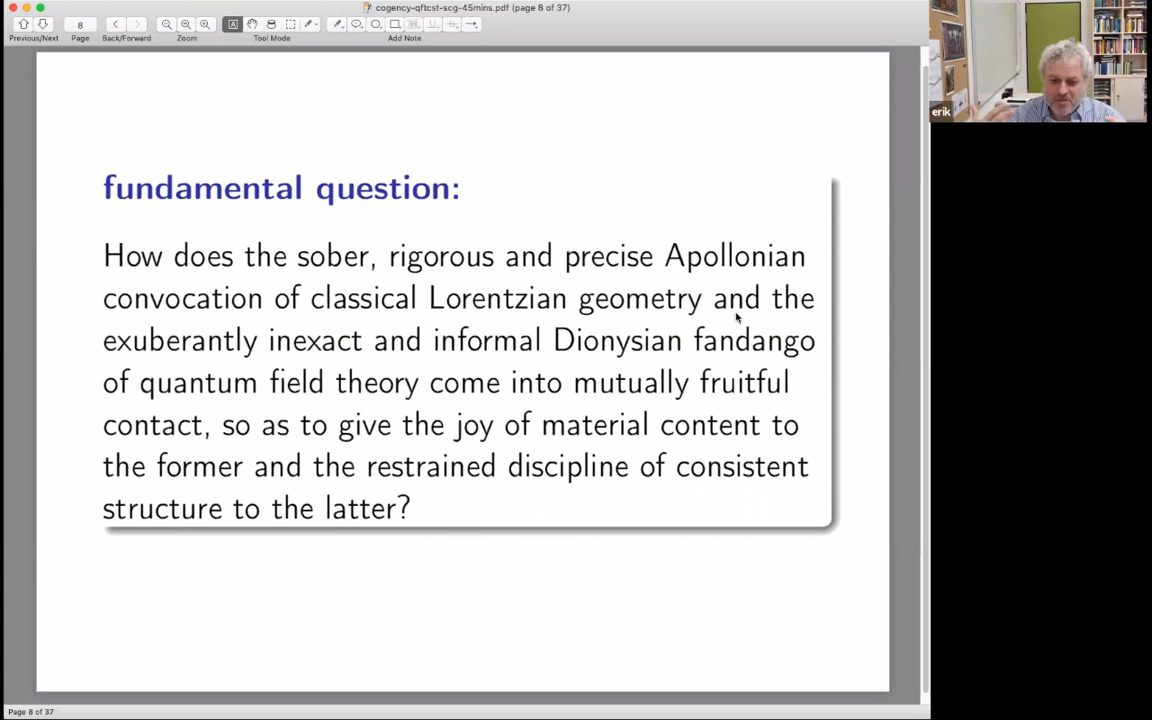 cogency-qftcst-scg-45mins.pdf (page 8 of 37)
8
Previous/Next Page Back/Forward Zoom Tool Mode Add Note
erik
fundamental question:
How does the sober, rigorous and precise Apollonian
convocation of classical Lorentzian geometry and the
exuberantly inexact and informal Dionysian fandango
of quantum field theory come into mutually fruitful
contact, so as to give the joy of material content to
the former and the restrained discipline of consistent
structure to the latter?
Page 8 of 37